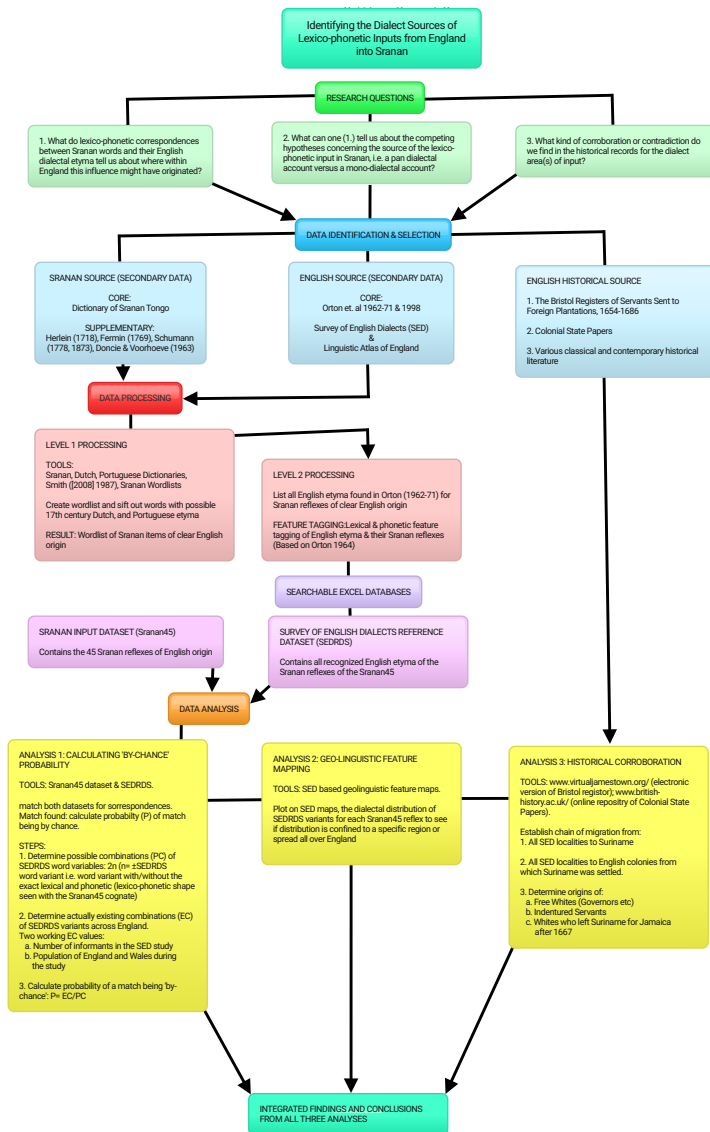 Identifying the Dialect Sources of
Lexico-phonetic Inputs from England
into Sranan
RESEARCH QUESTIONS
1. What do lexico-phonetic correspondences
between Sranan words and their English
dialectal etyma tell us about where within
England this influence might have originated?
2. What can one (1.) tell us about the competing
hypotheses concerning the source of the lexico-
phonetic input in Sranan, i.e. a pan dialectal
account versus a mono-dialectal account?
3. What kind of corroboration or contradiction do
we find in the historical records for the dialect
area(s) of input?
DATA IDENTIFICATION & SELECTION
SRANAN SOURCE (SECONDARY DATA)
CORE:
Dictionary of Sranan Tongo
SUPPLEMENTARY:
Herlein (1718), Fermin (1769), Schumann
(1778, 1873), Doncie & Voorhoeve (1963)
ENGLISH SOURCE (SECONDARY DATA)
CORE:
Orton et. al 1962-71 & 1998
Survey of English Dialects (SED)
&
Linguistic Atlas of England
ENGLISH HISTORICAL SOURCE
1. The Bristol Registers of Servants Sent to
Foreign Plantations, 1654-1686
2. Colonial State Papers
3. Various classical and contemporary historical
literature
DATA PROCESSING
LEVEL 1 PROCESSING
TOOLS:
Sranan, Dutch, Portuguese Dictionaries,
Smith ([2008] 1987), Sranan Wordlists
Create wordlist and sift out words with possible
17th century Dutch, and Portuguese etyma
RESULT: Wordlist of Sranan items of clear English
origin
LEVEL 2 PROCESSING
List all English etyma found in Orton (1962-71) for
Sranan reflexes of clear English origin
FEATURE TAGGING:Lexical & phonetic feature
tagging of English etyma & their Sranan reflexes
(Based on Orton 1964)
SEARCHABLE EXCEL DATABASES
SRANAN INPUT DATASET (Sranan45)
Contains the 45 Sranan reflexes of English origin
SURVEY OF ENGLISH DIALECTS REFERENCE
DATASET (SEDRDS)
Contains all recognized English etyma of the
Sranan reflexes of the Sranan45
DATA ANALYSIS
ANALYSIS 1: CALCULATING 'BY-CHANCE'
PROBABILITY
TOOLS: Sranan45 dataset & SEDRDS.
match both datasets for sorrespondences.
Match found: calculate probabilty (P) of match
being by chance.
STEPS:
1. Determine possible combinations (PC) of
SEDRDS word variables: 2n (n= ±SEDRDS
word variant i.e. word variant with/without the
exact lexical and phonetic (lexico-phonetic shape
seen with the Sranan45 cognate)
2. Determine actually existing combinations (EC)
of SEDRDS variants across England.
Two working EC values:
a. Number of informants in the SED study
b. Population of England and Wales during
the study
3. Calculate probability of a match being 'by-
chance': P= EC/PC
ANALYSIS 2: GEO-LINGUISTIC FEATURE
MAPPING
TOOLS: SED based geolinguistic feature maps.
Plot on SED maps, the dialectal distribution of
SEDRDS variants for each Sranan45 reflex to see
if distribution is confined to a specific region or
spread all over England
ANALYSIS 3: HISTORICAL CORROBORATION
TOOLS: www.virtualjamestown.org/ (electronic
version of Bristol registor); www.british-
history.ac.uk/ (online repositry of Colonial State
Papers).
Establish chain of migration from:
1. All SED localities to Suriname
2. All SED localities to English colonies from
which Suriname was settled.
3. Determine origins of:
a. Free Whites (Governors etc)
b. Indentured Servants
c. Whites who left Suriname for Jamaica
after 1667
INTEGRATED FINDINGS AND CONCLUSIONS
FROM ALL THREE ANALYSES